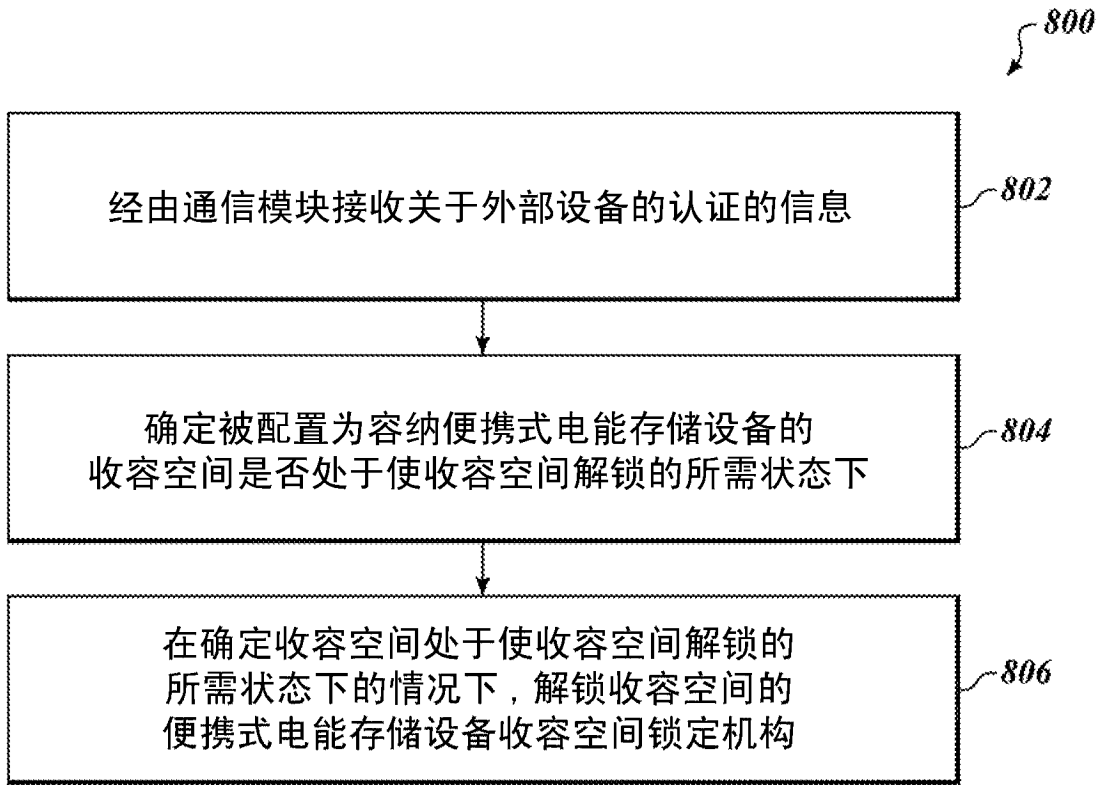 800
经由通信模块接收关于外部设备的认证的信息
802
确定被配置为容纳便携式电能存储设备的
收容空间是否处于使收容空间解锁的所需状态下
804
在确定收容空间处于使收容空间解锁的
所需状态下的情况下，解锁收容空间的
便携式电能存储设备收容空间锁定机构
806